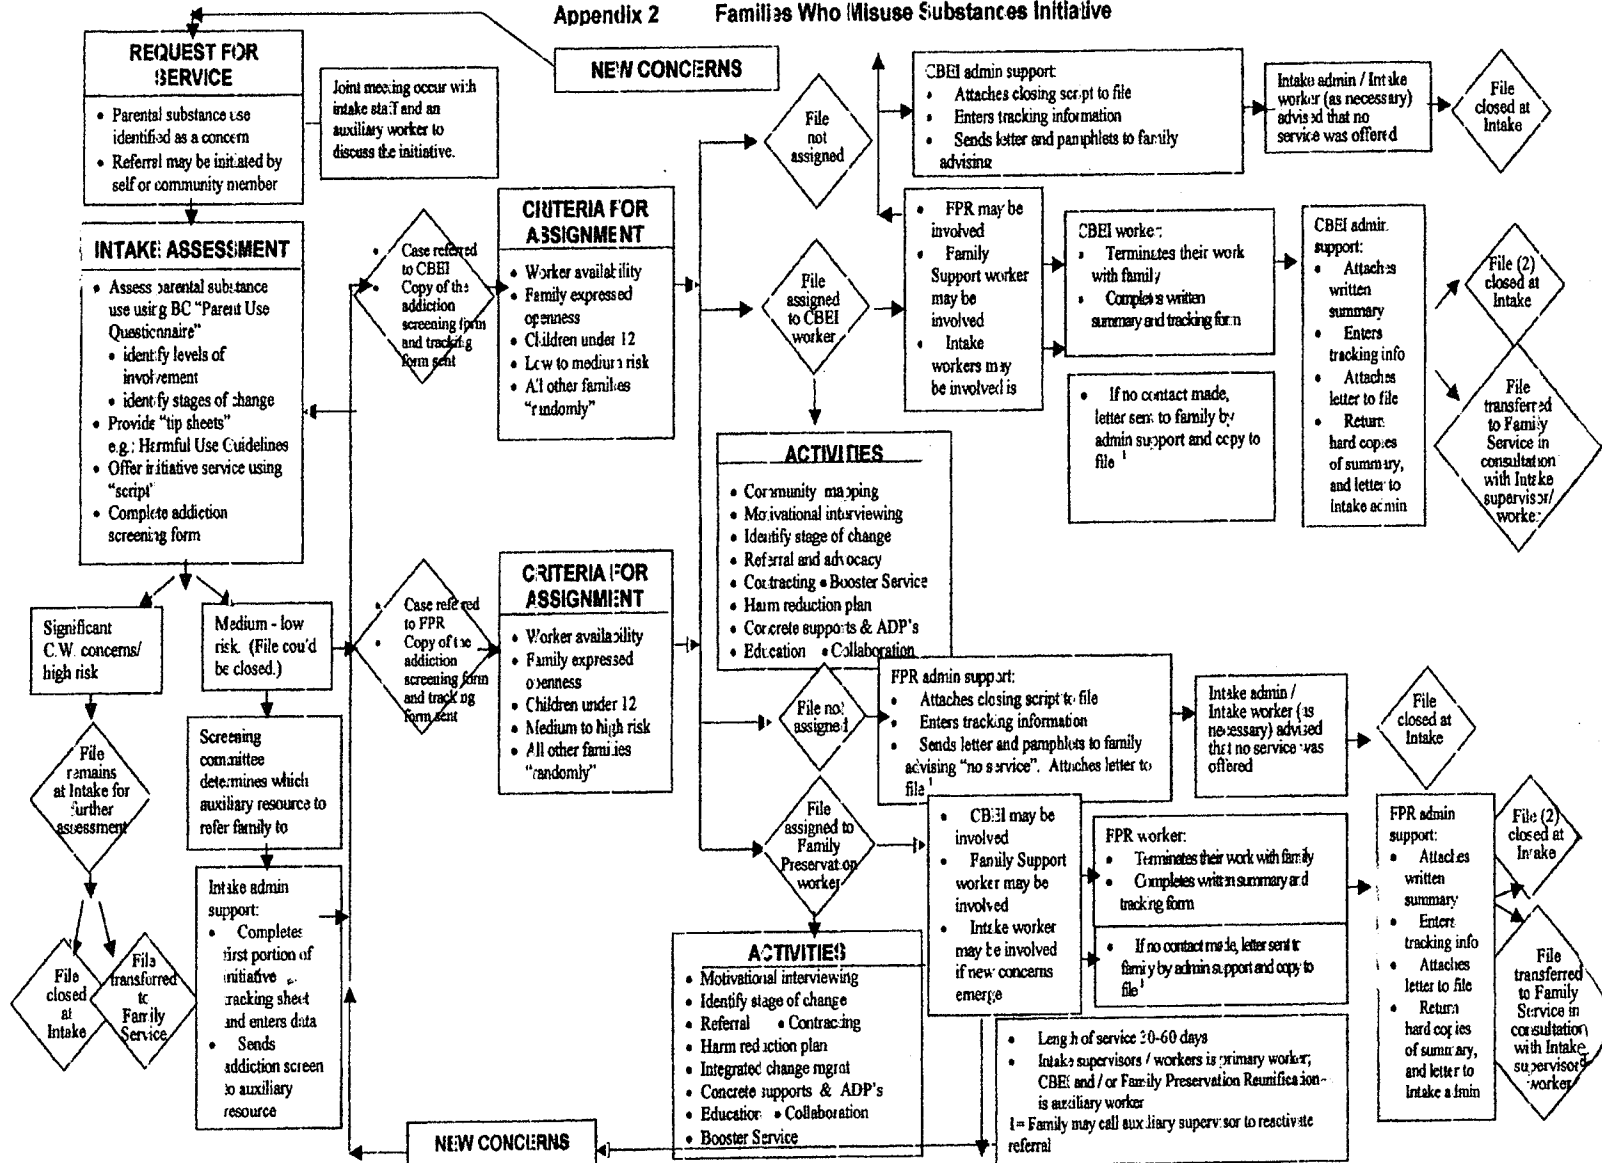 Appendix 2 Families Who Misuse Substances Initiative
REQUEST FOR
SERVICE
• Parental substance use
identified as a concern
• Referral may be initiated by
self or community member
Joint meeting occur with
intake staff and an
auxiliary worker to
discuss the initiative.
NEW CONCERNS
INTAKE ASSESSMENT
• Assess parental substance
use using BC "Parent Use
Questionnaire"
• identify levels of
involvement
• identify stages of change
• Provide "tip sheets"
e.g.: Harmful Use Guidelines
• Offer initiative service using
"script"
• Complete addiction
screening form
Significant
C.W. concerns/
high risk
Medium - low
risk. (File could
be closed.)
File
remains
at Intake for
further
assessment
File
closed
at
Intake
File
transferred
to
Family
Service
Screening
committee
determines which
auxiliary resource to
refer family to
Intake admin
support:
• Completes
first portion of
initiative
tracking sheet
and enters data
• Sends
addiction screen
to auxiliary
resource
• Case referred
to CBEI
• Copy of the
addiction
screening form
and tracking
form sent
CRITERIA FOR
ASSIGNMENT
• Worker availability
• Family expressed
openness
• Children under 12
• Low to medium risk
• All other families
"randomly"
• Case referred
to FPR
• Copy of the
addiction
screening form
and tracking
form sent
CRITERIA FOR
ASSIGNMENT
• Worker availability
• Family expressed
openness
• Children under 12
• Medium to high risk
• All other families
"randomly"
File
not
assigned
CBEI admin support:
• Attaches closing script to file
• Enters tracking information
• Sends letter and pamphlets to family
advising
Intake admin / Intake
worker (as necessary)
advised that no
service was offered
File
closed at
Intake
File
assigned
to CBEI
worker
• FPR may be
involved
• Family
Support worker
may be
involved
• Intake
workers may
be involved is
CBEI worker:
• Terminates their work
with family
• Completes written
summary and tracking form
• If no contact made,
letter sent to family by
admin support and copy to
file 1
CBEI admin
support:
• Attaches
written
summary
• Enters
tracking info
• Attaches
letter to file
• Return
hard copies
of summary,
and letter to
Intake admin
File (2)
closed at
Intake
File
transferred
to Family
Service in
consultation
with Intake
supervisor/
worker
ACTIVITIES
• Community mapping
• Motivational interviewing
• Identify stage of change
• Referral and advocacy
• Contracting • Booster Service
• Harm reduction plan
• Concrete supports & ADP's
• Education • Collaboration
File not
assigned
FPR admin support:
• Attaches closing script to file
• Enters tracking information
• Sends letter and pamphlets to family
advising "no service". Attaches letter to
file 1
Intake admin /
Intake worker (as
necessary) advised
that no service was
offered
File
closed at
Intake
File
assigned to
Family
Preservation
worker
• CBEI may be
involved
• Family Support
worker may be
involved
• Intake worker
may be involved
if new concerns
emerge
FPR worker:
• Terminates their work with family
• Completes written summary and
tracking form
• If no contact made, letter sent to
family by admin support and copy to
file 1
FPR admin
support:
• Attaches
written
summary
• Enters
tracking info
• Attaches
letter to file
• Return
hard copies
of summary,
and letter to
Intake admin
File (2)
closed at
Intake
File
transferred
to Family
Service in
consultation
with Intake
supervisor
worker
ACTIVITIES
• Motivational interviewing
• Identify stage of change
• Referral • Contracting
• Harm reduction plan
• Integrated change mgmt
• Concrete supports & ADP's
• Education • Collaboration
• Booster Service
• Length of service 30-60 days
• Intake supervisors / workers is primary worker;
CBEI and / or Family Preservation Reunification
is auxiliary worker
1= Family may call auxiliary supervisor to reactivate
referral
NEW CONCERNS